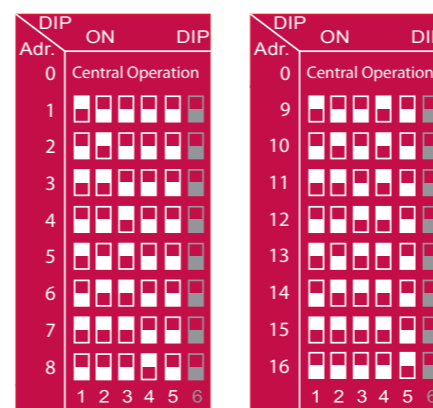 DIP
ON DIP
Adr.
0 Central Operation
1
2
3
4
5
6
7
8
1 2 3 4 5 6
DIP
ON DI
Adr.
0 Central Operation
9
10
11
12
13
14
15
16
1 2 3 4 5 6